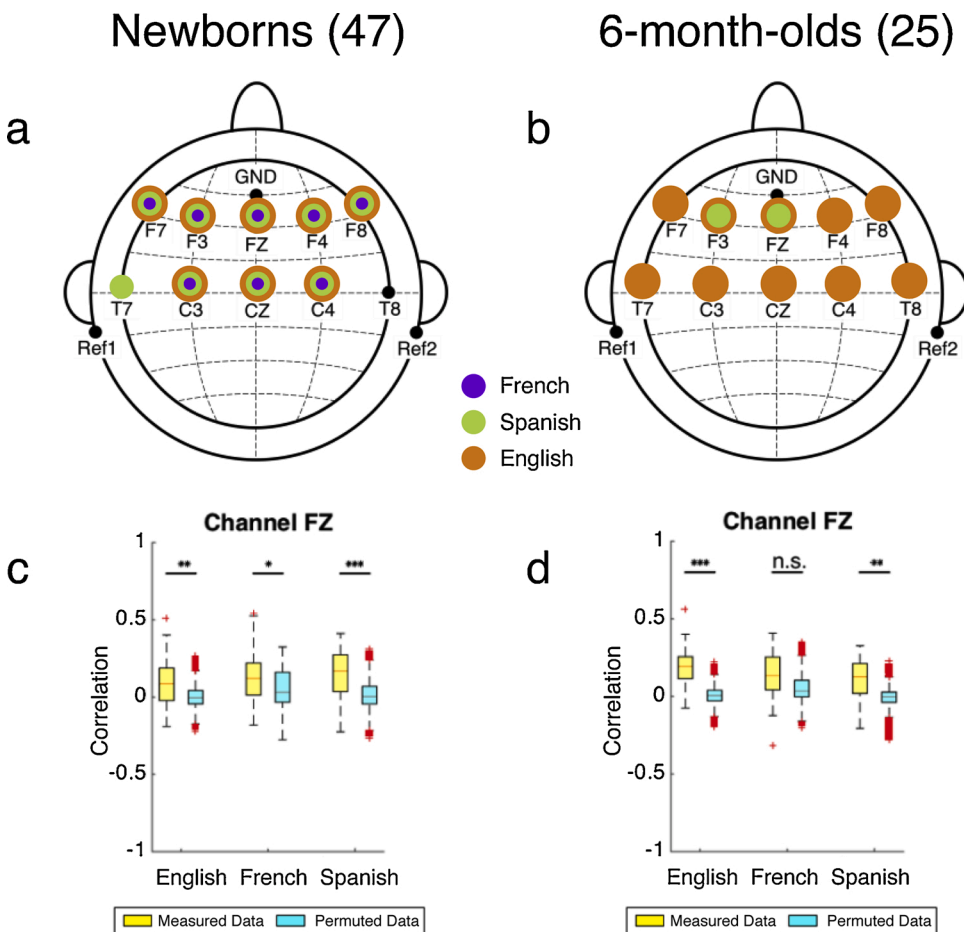 Newborns (47)
6-month-olds (25)
a
b
GND
GND
F7
F3
FZ
F4
F8
F7
F3
FZ
F4
F8
T7
C3
CZ
C4
T8
T7
C3
CZ
C4
T8
Ref1
Ref2
Ref1
Ref2
French
Spanish
English
c
Channel FZ
** * ***
1
0.5
0
-0.5
-1
Correlation
English French Spanish
Measured Data Permuted Data
d
Channel FZ
*** n.s. **
1
0.5
0
-0.5
-1
Correlation
English French Spanish
Measured Data Permuted Data